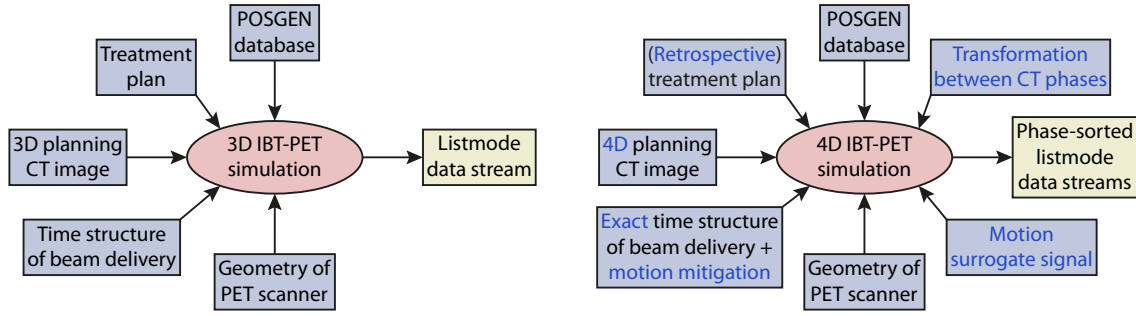 POSGEN
database
Treatment
plan
3D planning
CT image
3D IBT-PET
simulation
Listmode
data stream
Time structure
of beam delivery
Geometry of
PET scanner
POSGEN
database
(Retrospective)
treatment plan
Transformation
between CT phases
4D planning
CT image
4D IBT-PET
simulation
Phase-sorted
listmode
data streams
Exact time structure
of beam delivery +
motion mitigation
Geometry of
PET scanner
Motion
surrogate signal